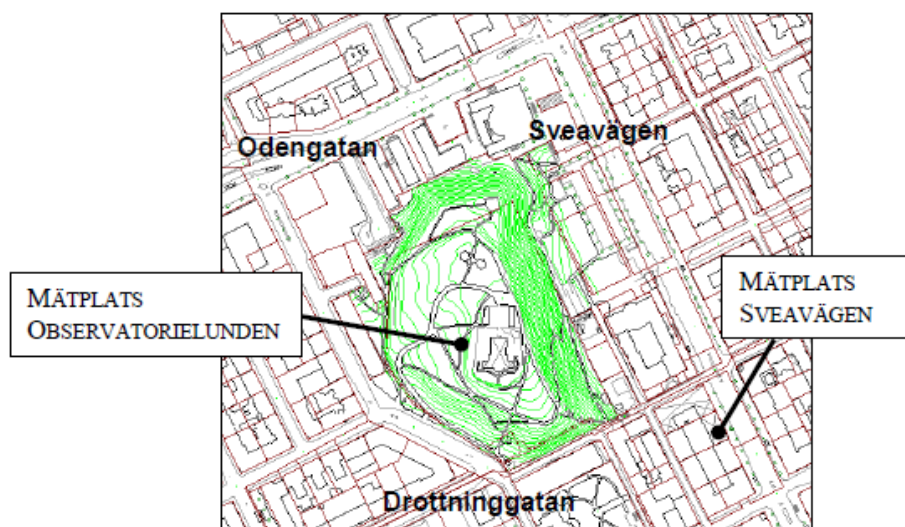 Sveavägen
Odengatan
MÄTPLATS
OBSERVATORIELUNDEN
MÄTPLATS
SVEAVÄGEN
Drottninggatan